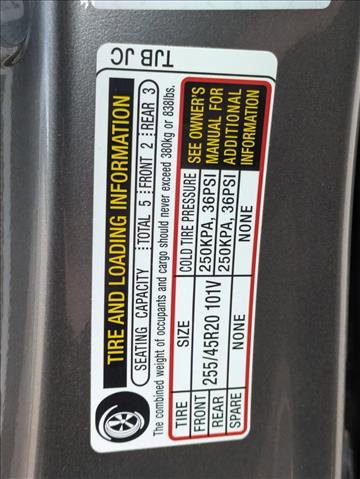 TIRE AND LOADING INFORMATION
TJB JC
SEATING CAPACITY TOTAL 5 FRONT 2 REAR 3
The combined weight of occupants and cargo should never exceed 380kg or 838lbs.
TIRE SIZE COLD TIRE PRESSURE
FRONT 255/45R20 101V 250KPA, 36PSI
REAR 250KPA, 36PSI
SPARE NONE NONE
SEE OWNER'S
MANUAL FOR
ADDITIONAL
INFORMATION